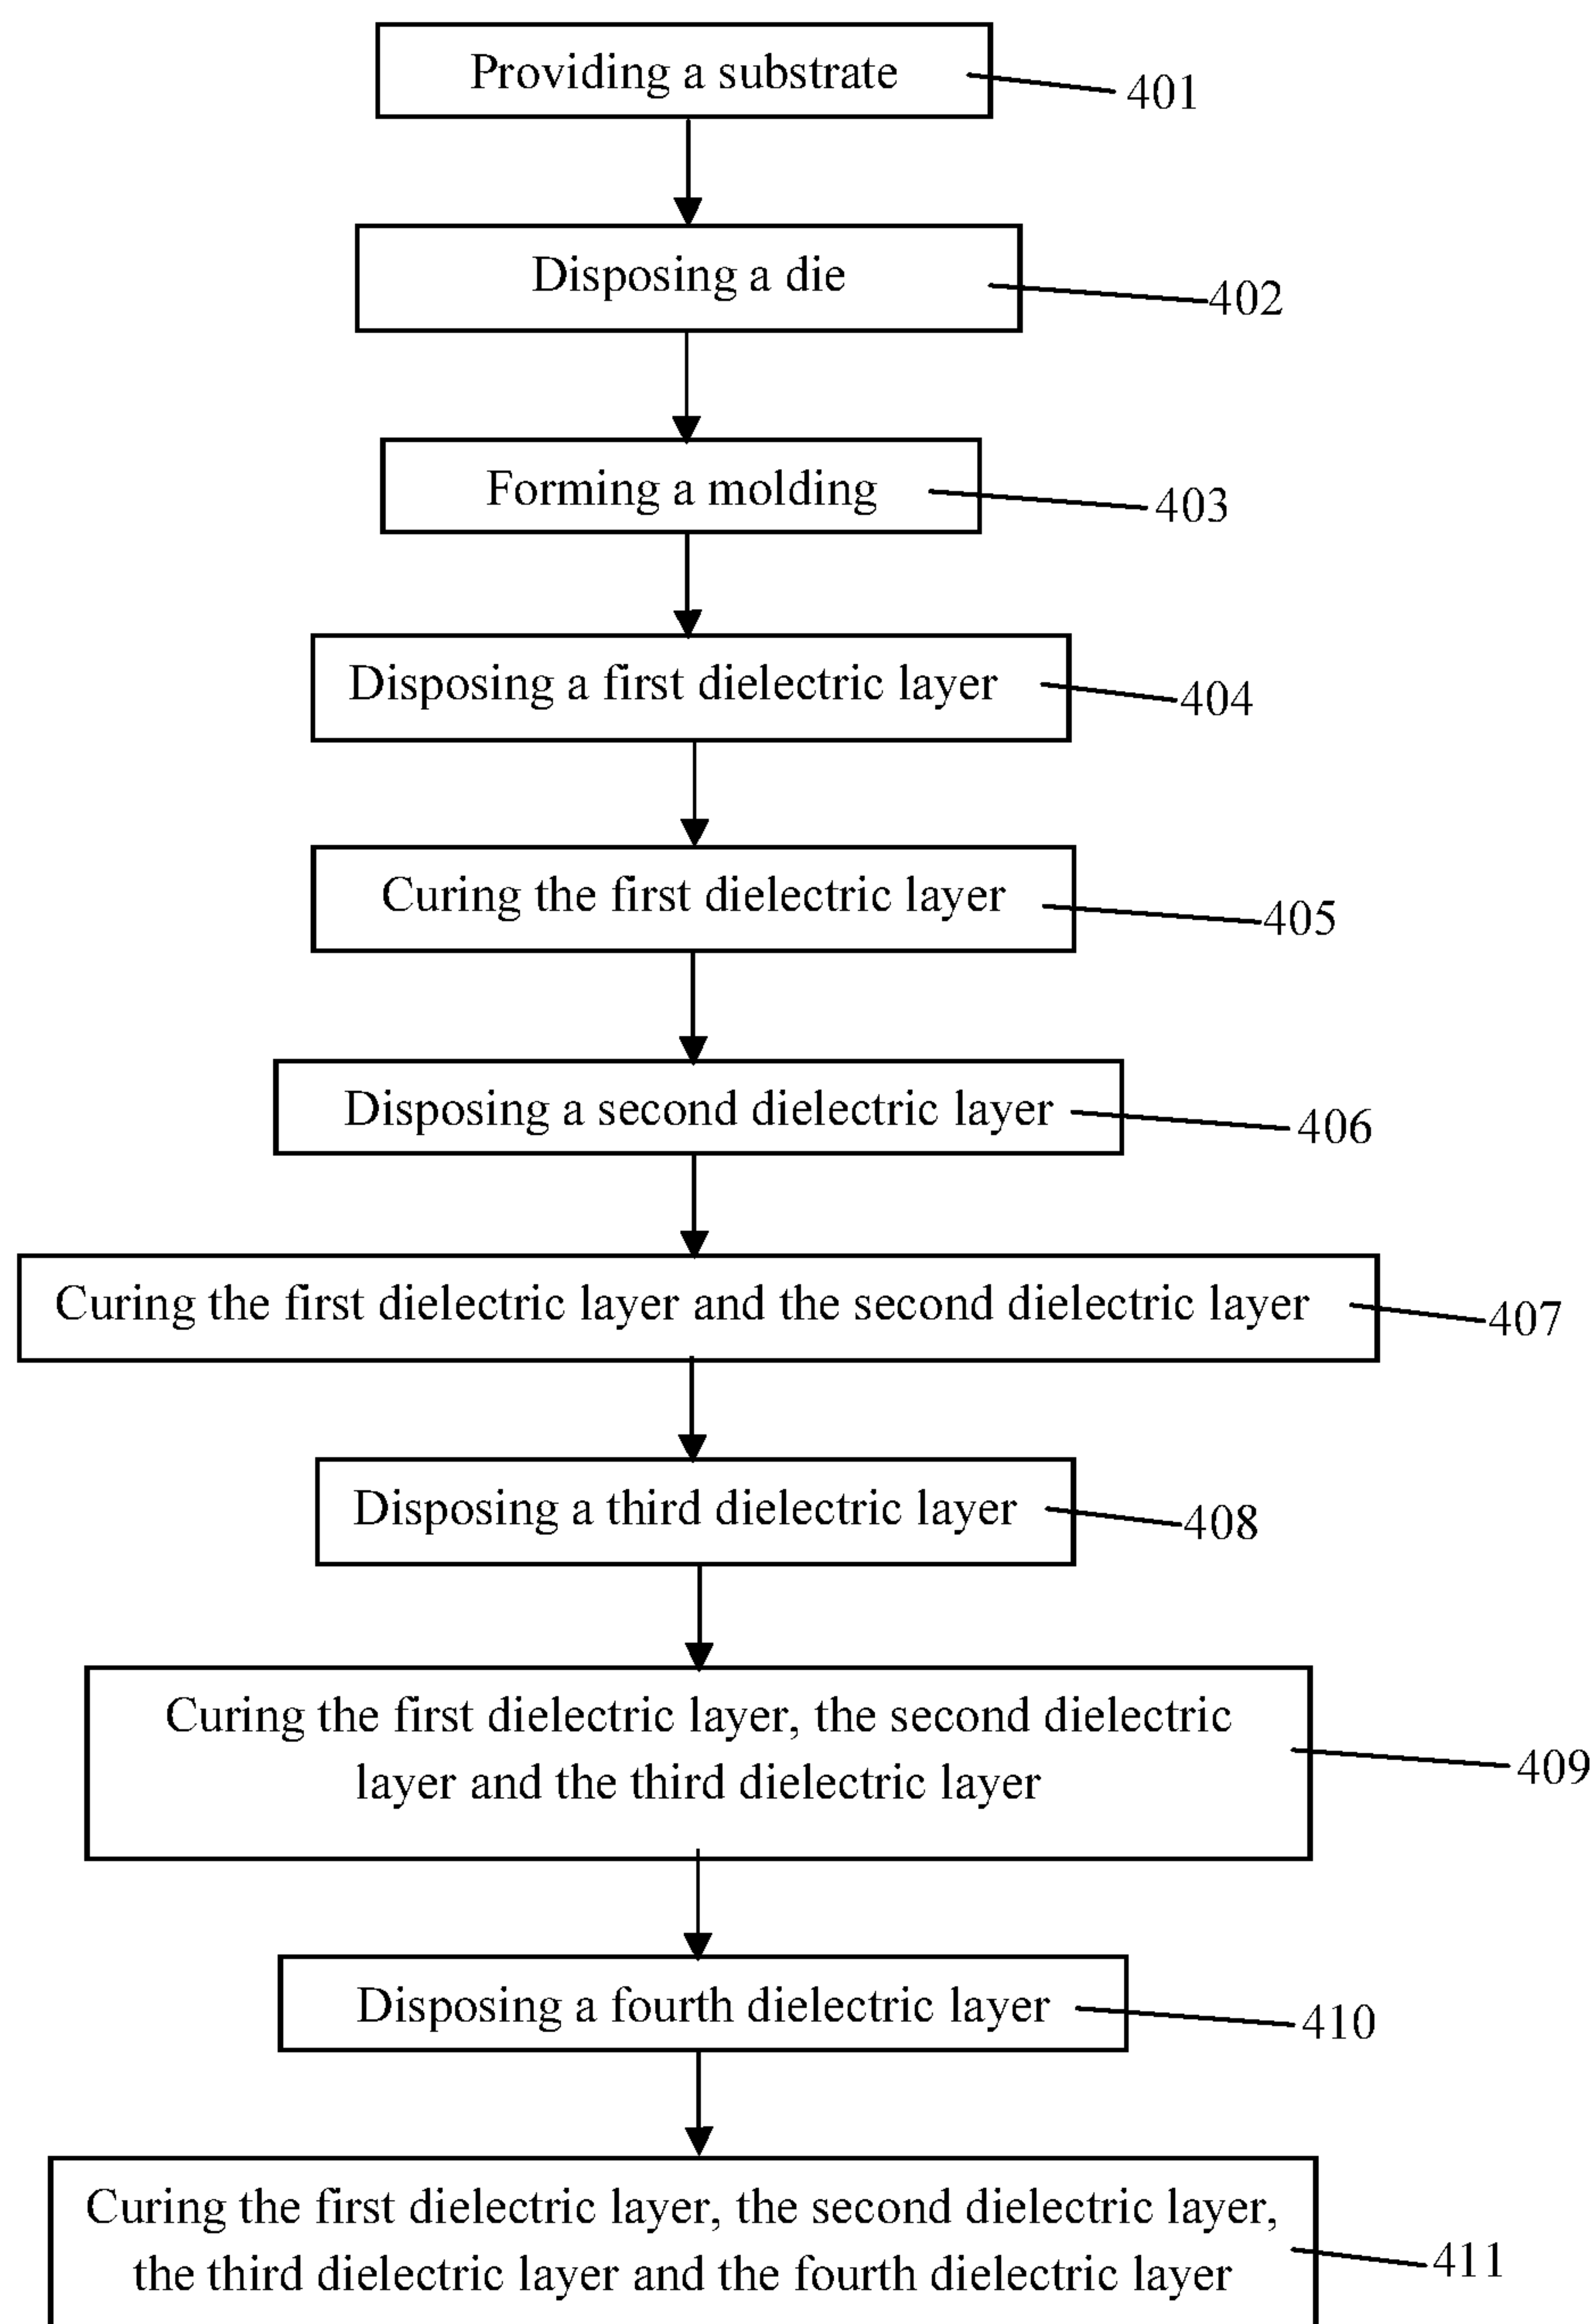 Providing a substrate
401
Disposing a die
402
Forming a molding
403
Disposing a first dielectric layer
404
Curing the first dielectric layer
405
Disposing a second dielectric layer
406
Curing the first dielectric layer and the second dielectric layer
407
Disposing a third dielectric layer
408
Curing the first dielectric layer, the second dielectric
layer and the third dielectric layer
409
Disposing a fourth dielectric layer
410
Curing the first dielectric layer, the second dielectric layer,
the third dielectric layer and the fourth dielectric layer
411